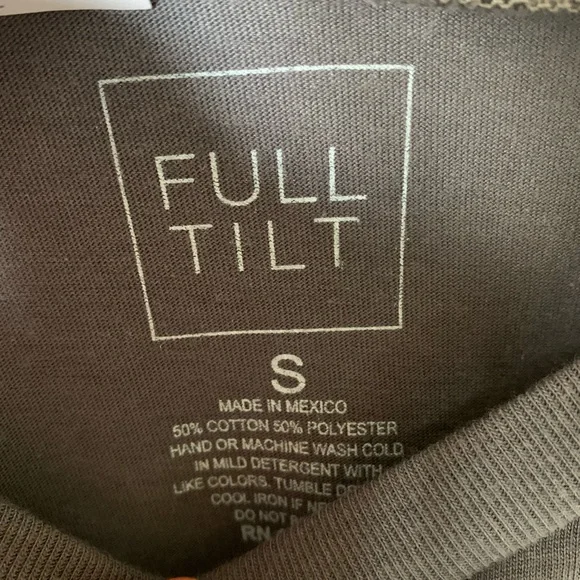 FULL
TILT
S
MADE IN MEXICO
50% COTTON 50% POLYESTER
HAND OR MACHINE WASH COLD
IN MILD DETERGENT WITH
LIKE COLORS. TUMBLE
COOL IRON IF
DO NOT
RN